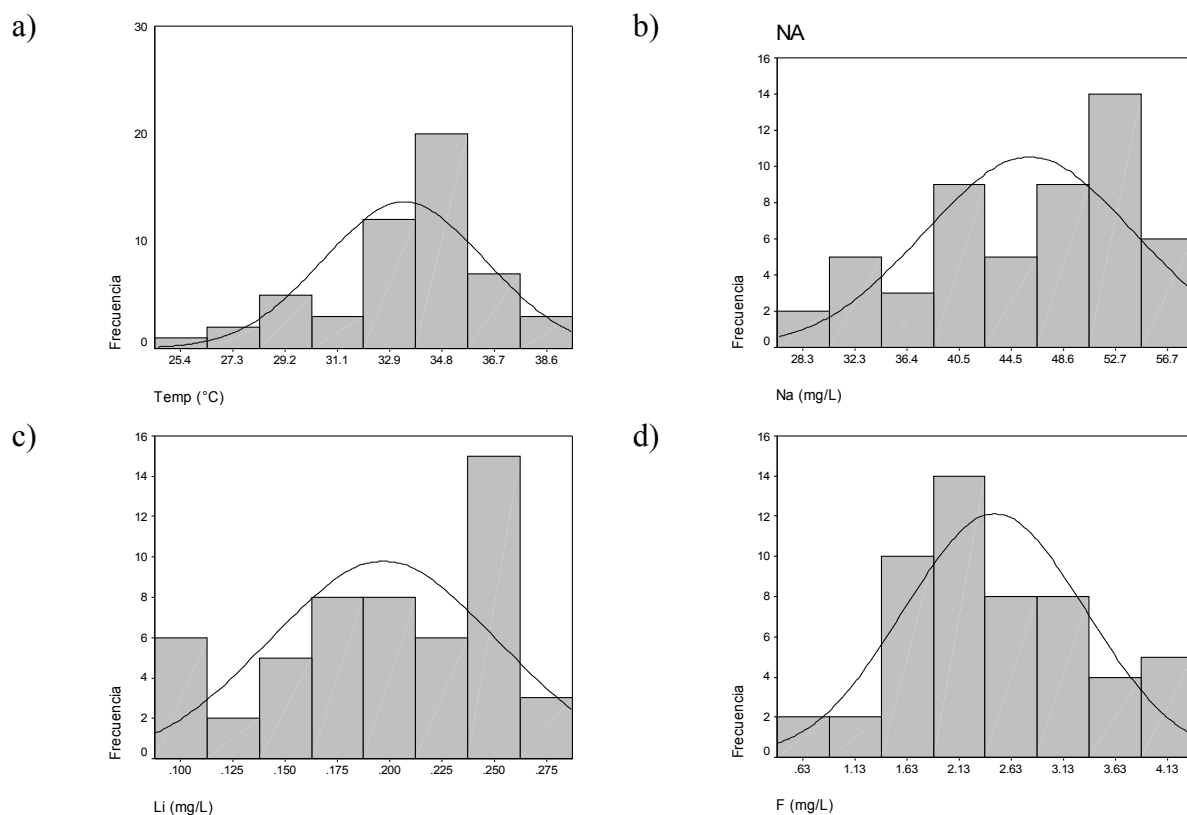 a)
30
20
10
0
Frecuencia
25.4 27.3 29.2 31.1 32.9 34.8 36.7 38.6
Temp (°C)
b)
NA
16
14
12
10
8
6
4
2
0
Frecuencia
28.3 32.3 36.4 40.5 44.5 48.6 52.7 56.7
Na (mg/L)
c)
16
14
12
10
8
6
4
2
0
Frecuencia
.100 .125 .150 .175 .200 .225 .250 .275
Li (mg/L)
d)
16
14
12
10
8
6
4
2
0
Frecuencia
.63 1.13 1.63 2.13 2.63 3.13 3.63 4.13
F (mg/L)